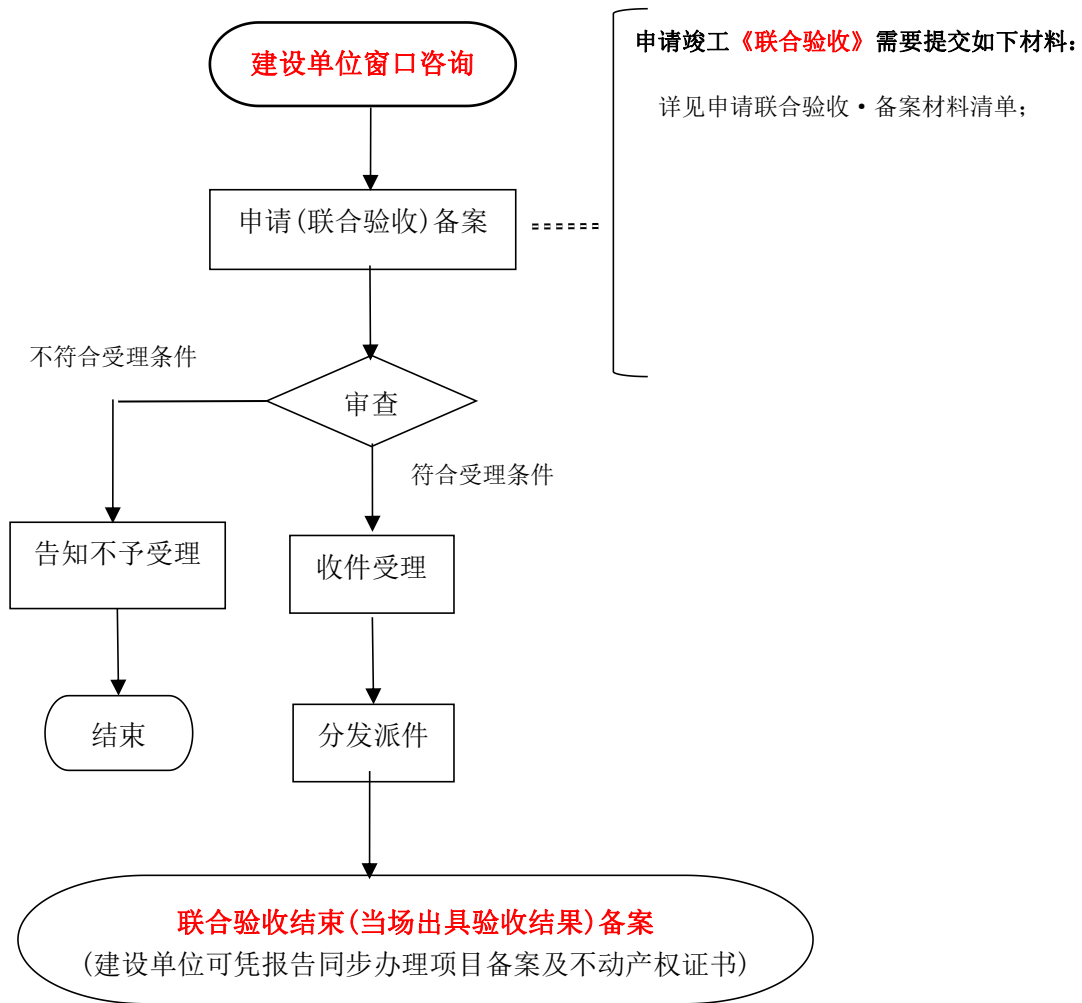 建设单位窗口咨询
申请竣工《联合验收》需要提交如下材料：
详见申请联合验收·备案材料清单；
申请(联合验收)备案
不符合受理条件
审查
符合受理条件
告知不予受理
收件受理
结束
分发派件
联合验收结束(当场出具验收结果)备案
(建设单位可凭报告同步办理项目备案及不动产权证书)